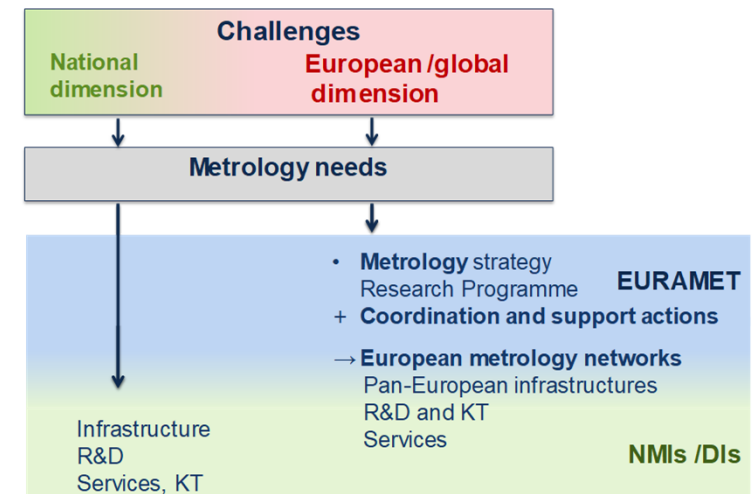 Challenges
National
dimension
European/global
dimension
Metrology needs
• Metrology strategy
Research Programme
EURAMET
+ Coordination and support actions
→ European metrology networks
Pan-European infrastructures
R&D and KT
Services
Infrastructure
R&D
Services, KT
NMIs /DIs